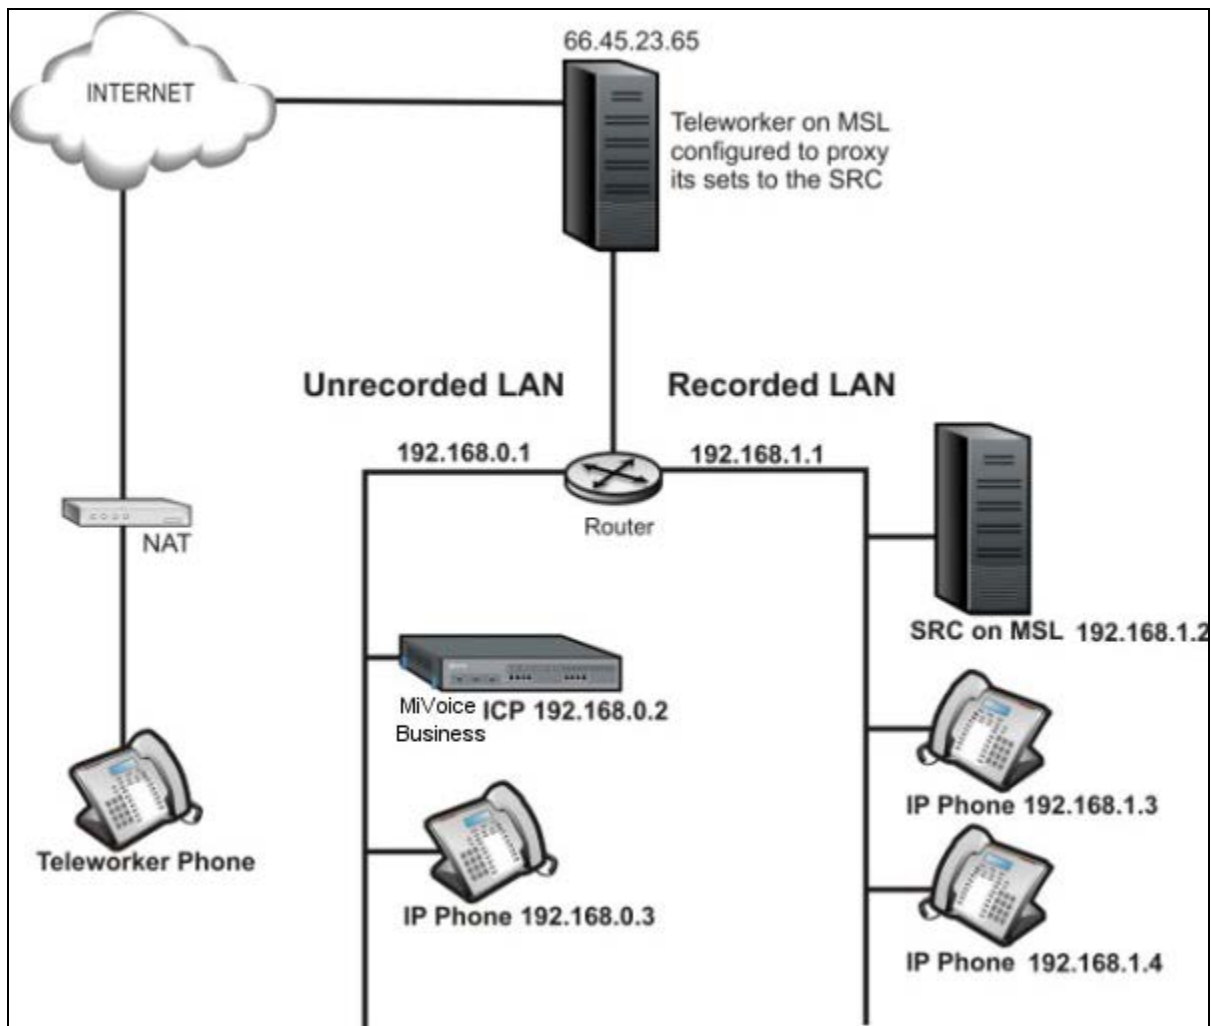 66.45.23.65
INTERNET
Teleworker on MSL
configured to proxy
its sets to the SRC
Unrecorded LAN
Recorded LAN
192.168.0.1
192.168.1.1
Router
NAT
SRC on MSL 192.168.1.2
MiVoice ICP 192.168.0.2
Business
IP Phone 192.168.1.3
Teleworker Phone
IP Phone 192.168.0.3
IP Phone 192.168.1.4